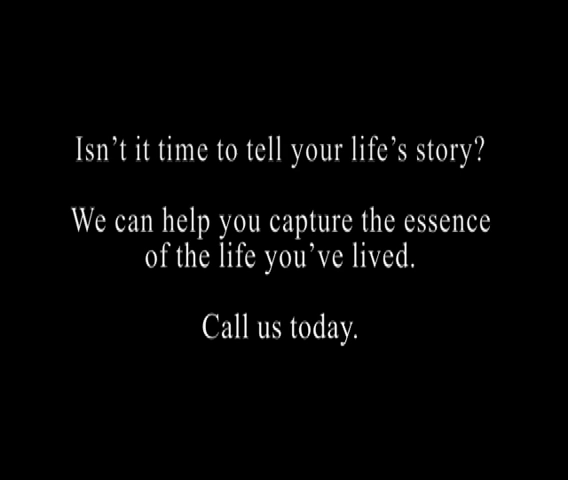 Isn’t it time to tell your life’s story?
We can help you capture the essence
of the life you’ve lived.
Call us today.